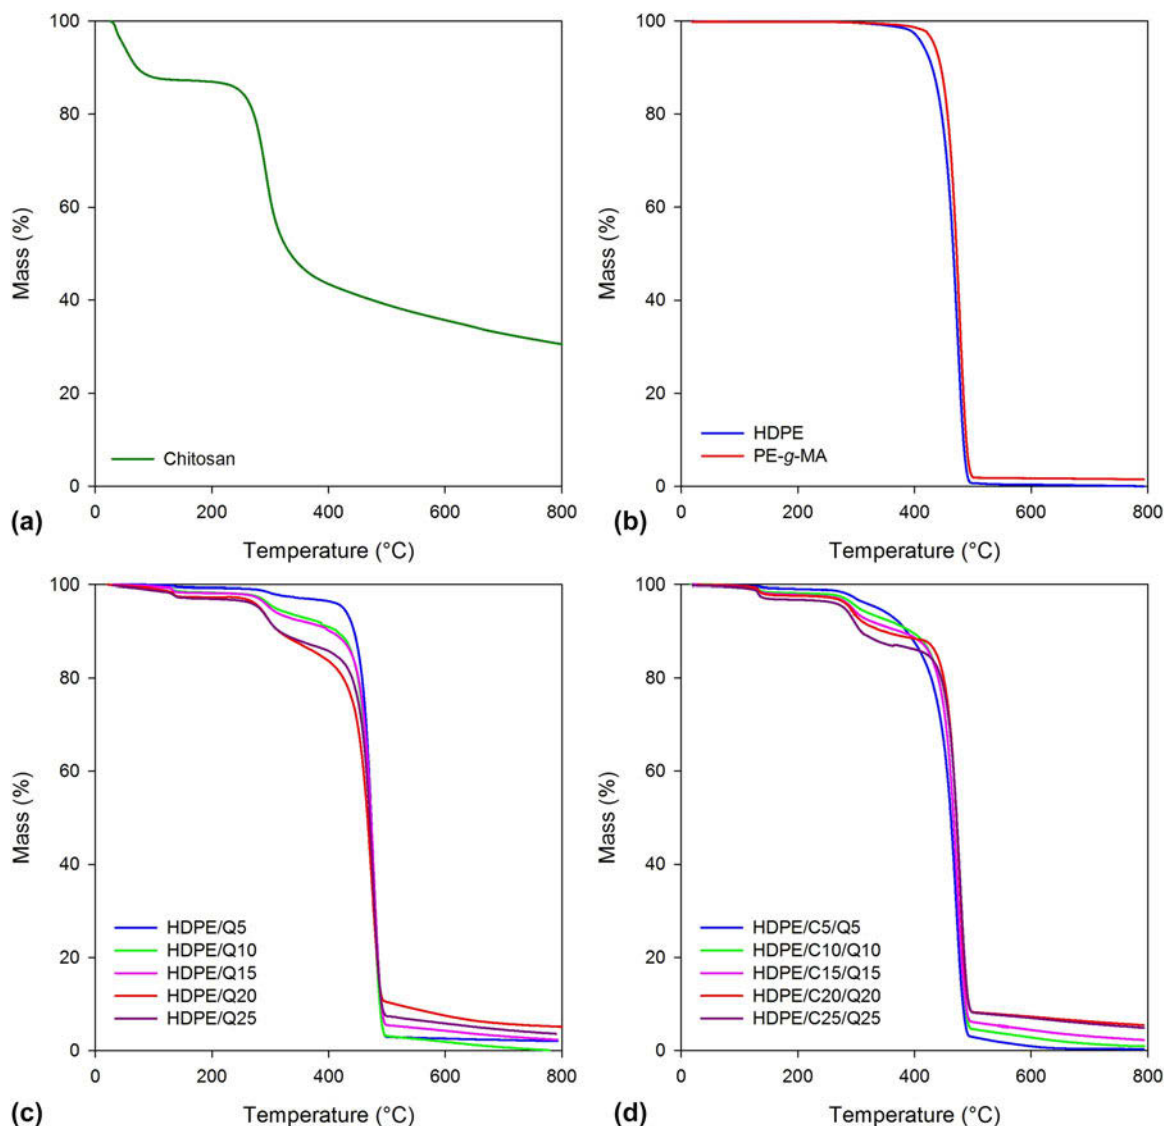 100
80
60
40
20
0
Mass (%)
Chitosan
0
200
400
600
800
(a)
Temperature (°C)
100
80
60
40
20
0
Mass (%)
HDPE
PE-g-MA
0
200
400
600
800
(b)
Temperature (°C)
100
80
60
40
20
0
Mass (%)
HDPE/Q5
HDPE/Q10
HDPE/Q15
HDPE/Q20
HDPE/Q25
0
200
400
600
800
(c)
Temperature (°C)
100
80
60
40
20
0
Mass (%)
HDPE/C5/Q5
HDPE/C10/Q10
HDPE/C15/Q15
HDPE/C20/Q20
HDPE/C25/Q25
0
200
400
600
800
(d)
Temperature (°C)